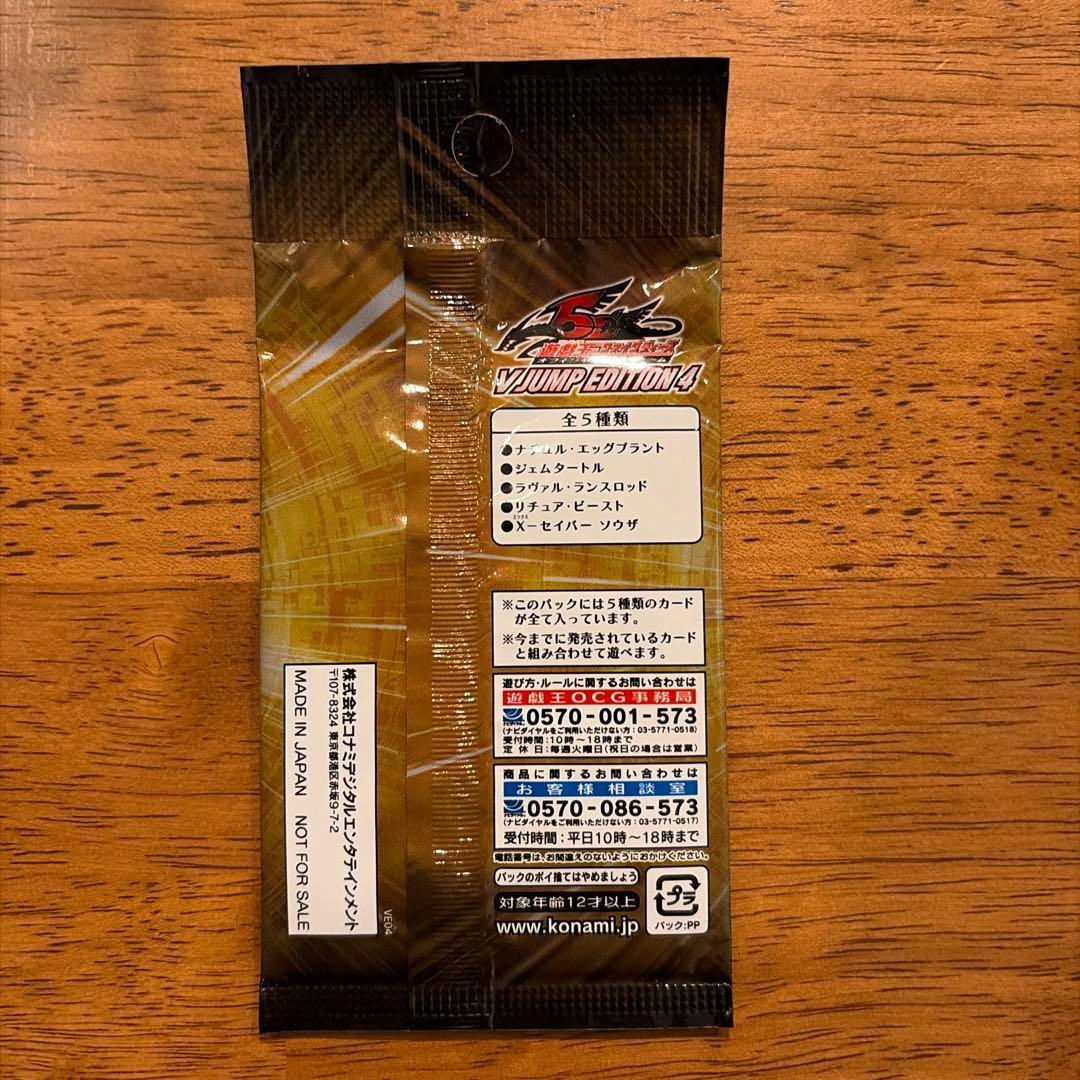 5D's
遊戯王ファイブディーズ
V JUMP EDITION 4
全5種類
●ナチュル・エッグプラント
●ジェムタートル
●ラヴァル・ランスロッド
●リチュア・ビースト
エックス
●X－セイバー ソウザ
※このパックには5種類のカード
が全て入っています。
※今までに発売されているカード
と組み合わせて遊べます。
遊び方・ルールに関するお問い合わせは
遊戯王OCG事務局
0570-001-573
(ナビダイヤルをご利用いただけない方：03-5771-0518)
受付時間：10時～18時まで
定休日：毎週火曜日(祝日の場合は営業)
商品に関するお問い合わせは
お客様相談室
0570-086-573
(ナビダイヤルをご利用いただけない方：03-5771-0517)
受付時間：平日10時～18時まで
電話番号は、お間違えのないようにおかけください。
パックのポイ捨てはやめましょう
対象年齢12才以上
www.konami.jp
プラ
パック:PP
株式会社コナミデジタルエンタテインメント
〒107-8324 東京都港区赤坂9-7-2
MADE IN JAPAN NOT FOR SALE
VE04